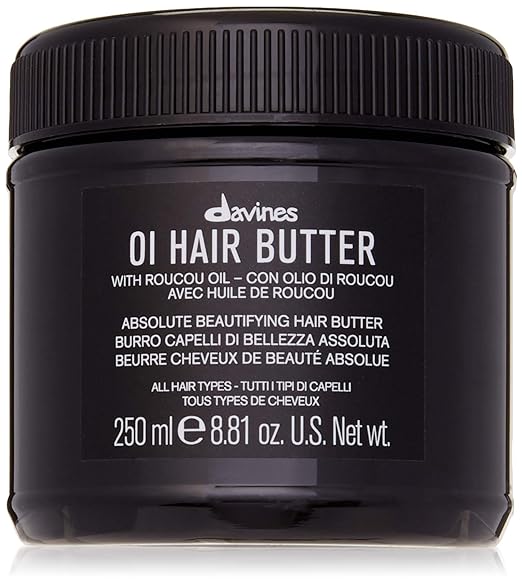 davines
OI HAIR BUTTER
WITH ROUCOU OIL – CON OLIO DI ROUCOU
AVEC HUILE DE ROUCOU
ABSOLUTE BEAUTIFYING HAIR BUTTER
BURRO CAPELLI DI BELLEZZA ASSOLUTA
BEURRE CHEVEUX DE BEAUTÉ ABSOLUE
ALL HAIR TYPES - TUTTI I TIPI DI CAPELLI
TOUS TYPES DE CHEVEUX
250 ml ℮ 8.81 oz. U.S. Net wt.